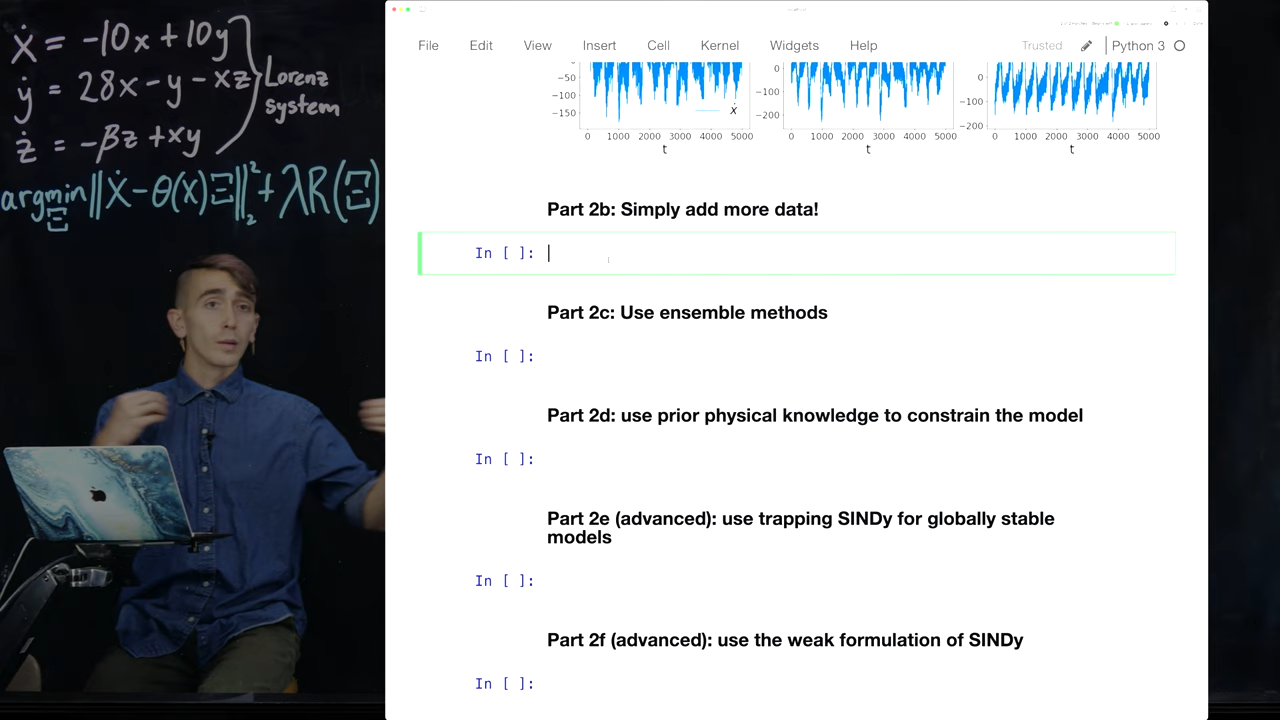 ẋ = -10x + 10y
ẏ = 28x - y - xz
ż = -βz + xy
Lorenz
system
argmin ‖Ẋ - θ(X)Ξ‖₂² + λR(Ξ)
Ξ
File Edit View Insert Cell Kernel Widgets Help Trusted Python 3
−50 0 0
−100 −100 −100
−150 −200 −200
ẋ
0 1000 2000 3000 4000 5000 0 1000 2000 3000 4000 5000 0 1000 2000 3000 4000 5000
t t t
Part 2b: Simply add more data!
In [ ]:
Part 2c: Use ensemble methods
In [ ]:
Part 2d: use prior physical knowledge to constrain the model
In [ ]:
Part 2e (advanced): use trapping SINDy for globally stable
models
In [ ]:
Part 2f (advanced): use the weak formulation of SINDy
In [ ]: